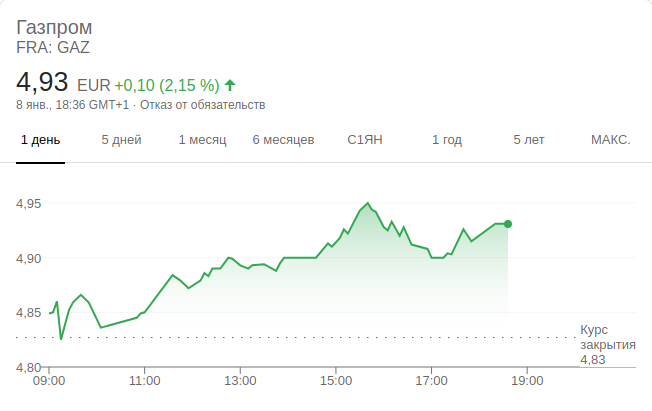 Газпром
FRA: GAZ
4,93 EUR +0,10 (2,15 %)
8 янв., 18:36 GMT+1 · Отказ от обязательств
1 день 5 дней 1 месяц 6 месяцев С1ЯН 1 год 5 лет МАКС.
4,95
4,90
4,85
Курс
закрытия
4,83
4,80
09:00 11:00 13:00 15:00 17:00 19:00